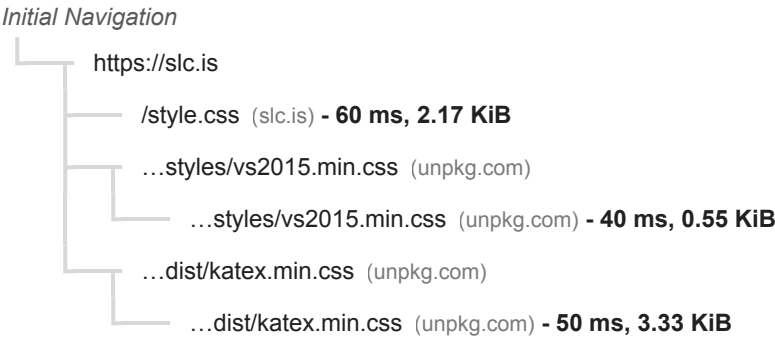 Initial Navigation
https://slc.is
/style.css (slc.is) - 60 ms, 2.17 KiB
…styles/vs2015.min.css (unpkg.com)
…styles/vs2015.min.css (unpkg.com) - 40 ms, 0.55 KiB
…dist/katex.min.css (unpkg.com)
…dist/katex.min.css (unpkg.com) - 50 ms, 3.33 KiB